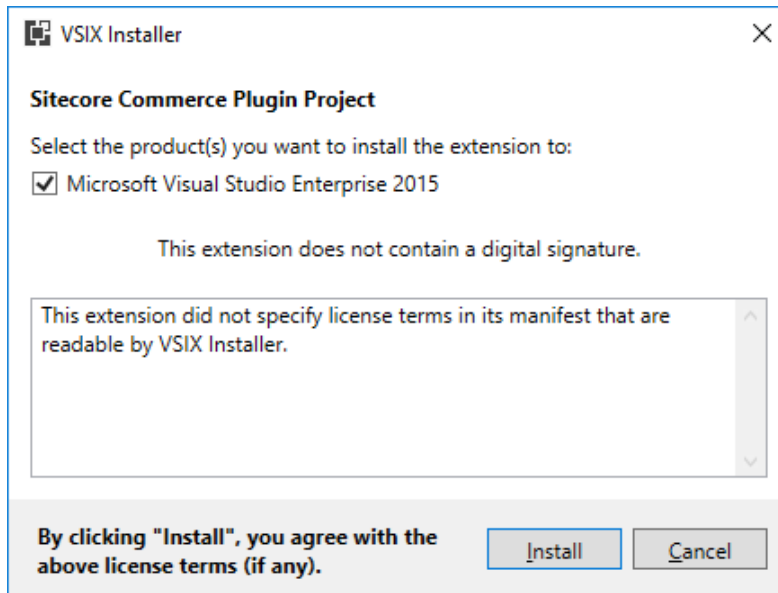 VSIX Installer
Sitecore Commerce Plugin Project
Select the product(s) you want to install the extension to:
Microsoft Visual Studio Enterprise 2015
This extension does not contain a digital signature.
This extension did not specify license terms in its manifest that are
readable by VSIX Installer.
By clicking "Install", you agree with the
above license terms (if any).
Install
Cancel